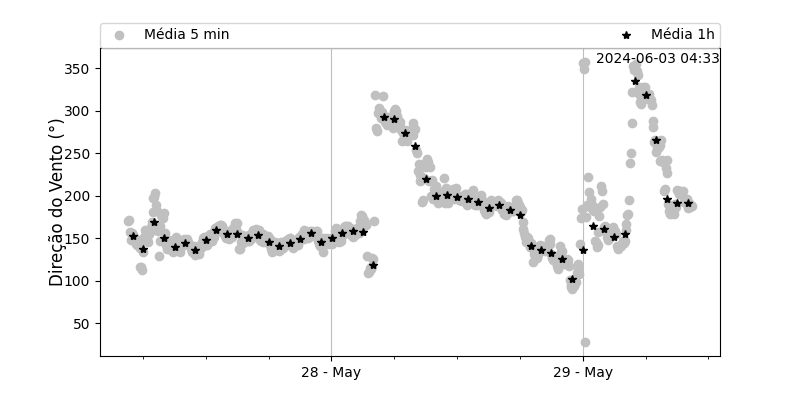 Média 5 min
Média 1h
2024-06-03 04:33
Direção do Vento (°)
350
300
250
200
150
100
50
28 - May
29 - May